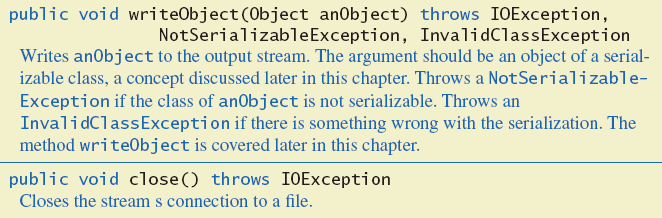 public void writeObject(Object anObject) throws IOException,
NotSerializableException, InvalidClassException
Writes anObject to the output stream. The argument should be an object of a serial-
izable class, a concept discussed later in this chapter. Throws a NotSerializable-
Exception if the class of anObject is not serializable. Throws an
InvalidClassException if there is something wrong with the serialization. The
method writeObject is covered later in this chapter.
public void close() throws IOException
Closes the stream s connection to a file.